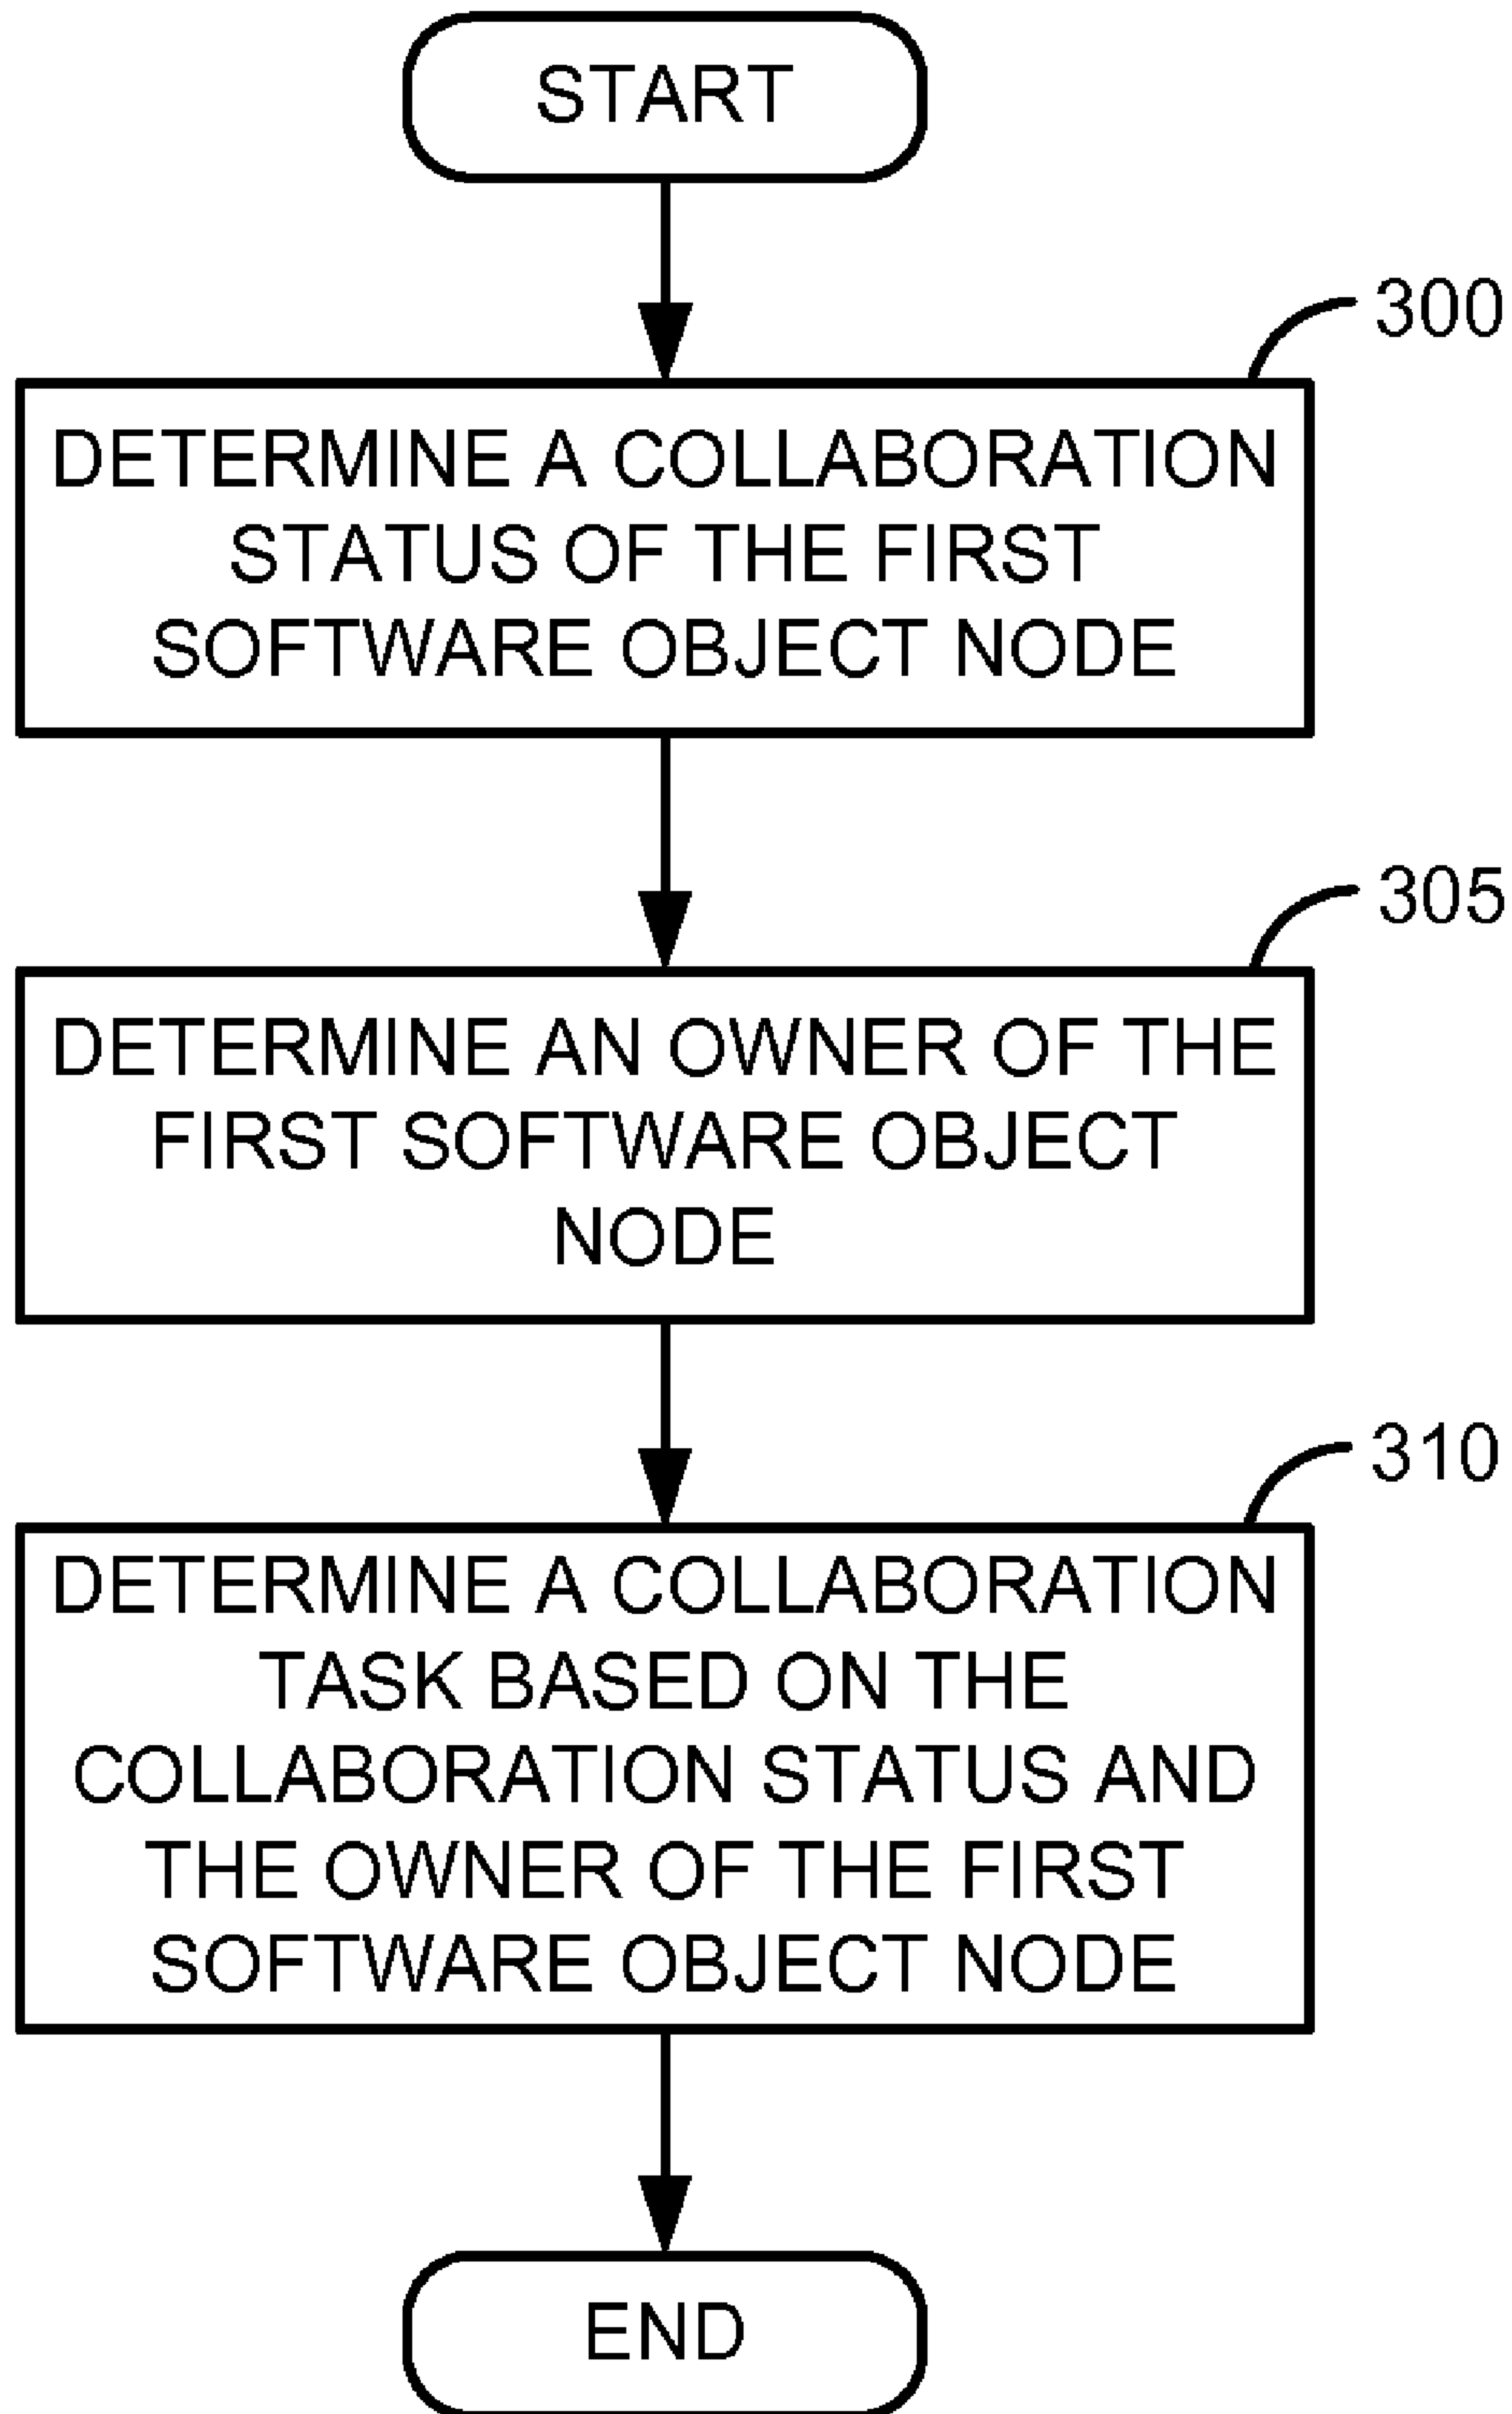 START
300
DETERMINE A COLLABORATION
STATUS OF THE FIRST
SOFTWARE OBJECT NODE
305
DETERMINE AN OWNER OF THE
FIRST SOFTWARE OBJECT
NODE
310
DETERMINE A COLLABORATION
TASK BASED ON THE
COLLABORATION STATUS AND
THE OWNER OF THE FIRST
SOFTWARE OBJECT NODE
END